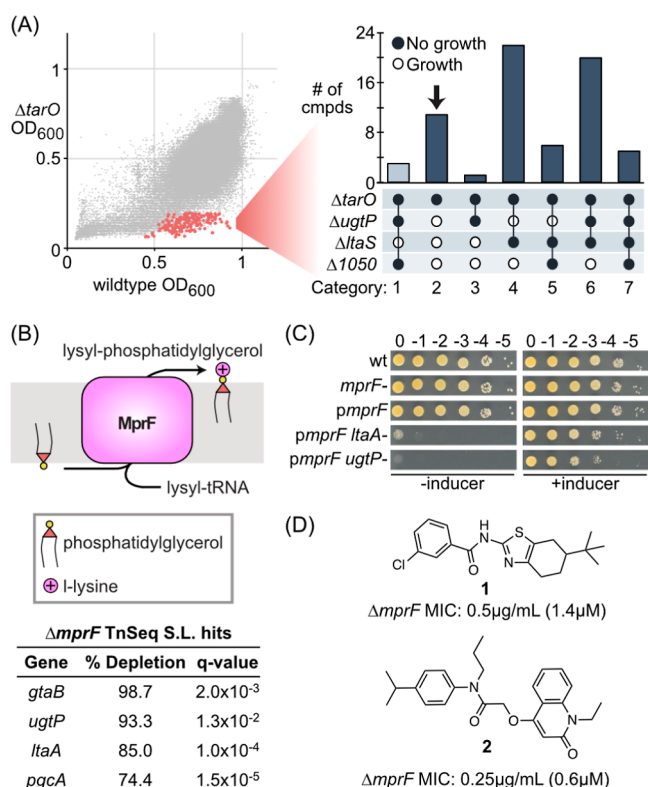 (A)
1
ΔtarO
OD600
0.5
0
0 0.5 1
wildtype OD600
24
No growth
Growth
# of
cmpds
16
8
0
ΔtarO
ΔugtP
ΔltaS
Δ1050
Category: 1 2 3 4 5 6 7
(B)
lysyl-phosphatidylglycerol
MprF
lysyl-tRNA
phosphatidylglycerol
l-lysine
ΔmprF TnSeq S.L. hits
Gene % Depletion q-value
gtaB 98.7 2.0x10-3
ugtP 93.3 1.3x10-2
ltaA 85.0 1.0x10-4
pgcA 74.4 1.5x10-5
(C)
0 -1 -2 -3 -4 -5 0 -1 -2 -3 -4 -5
wt
mprF-
pmprF
pmprF ltaA-
pmprF ugtP-
-inducer +inducer
(D)
Cl
O
NH
N
S
1
ΔmprF MIC: 0.5µg/mL (1.4µM)
N
O
O
N
O
2
ΔmprF MIC: 0.25µg/mL (0.6µM)